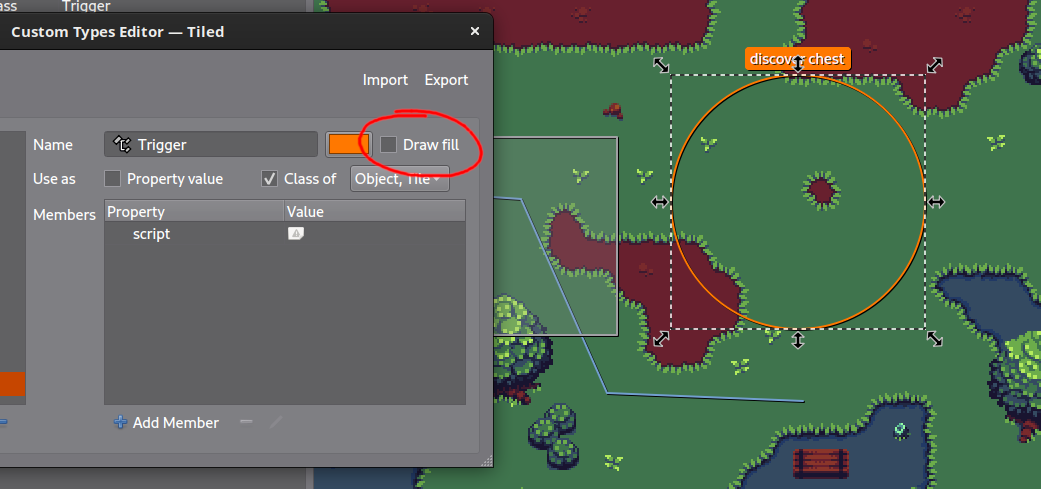 ass Trigger
Custom Types Editor — Tiled
Import Export
discover chest
Name Trigger Draw fill
Use as Property value Class of Object, Tile
Members Property Value
script
Add Member